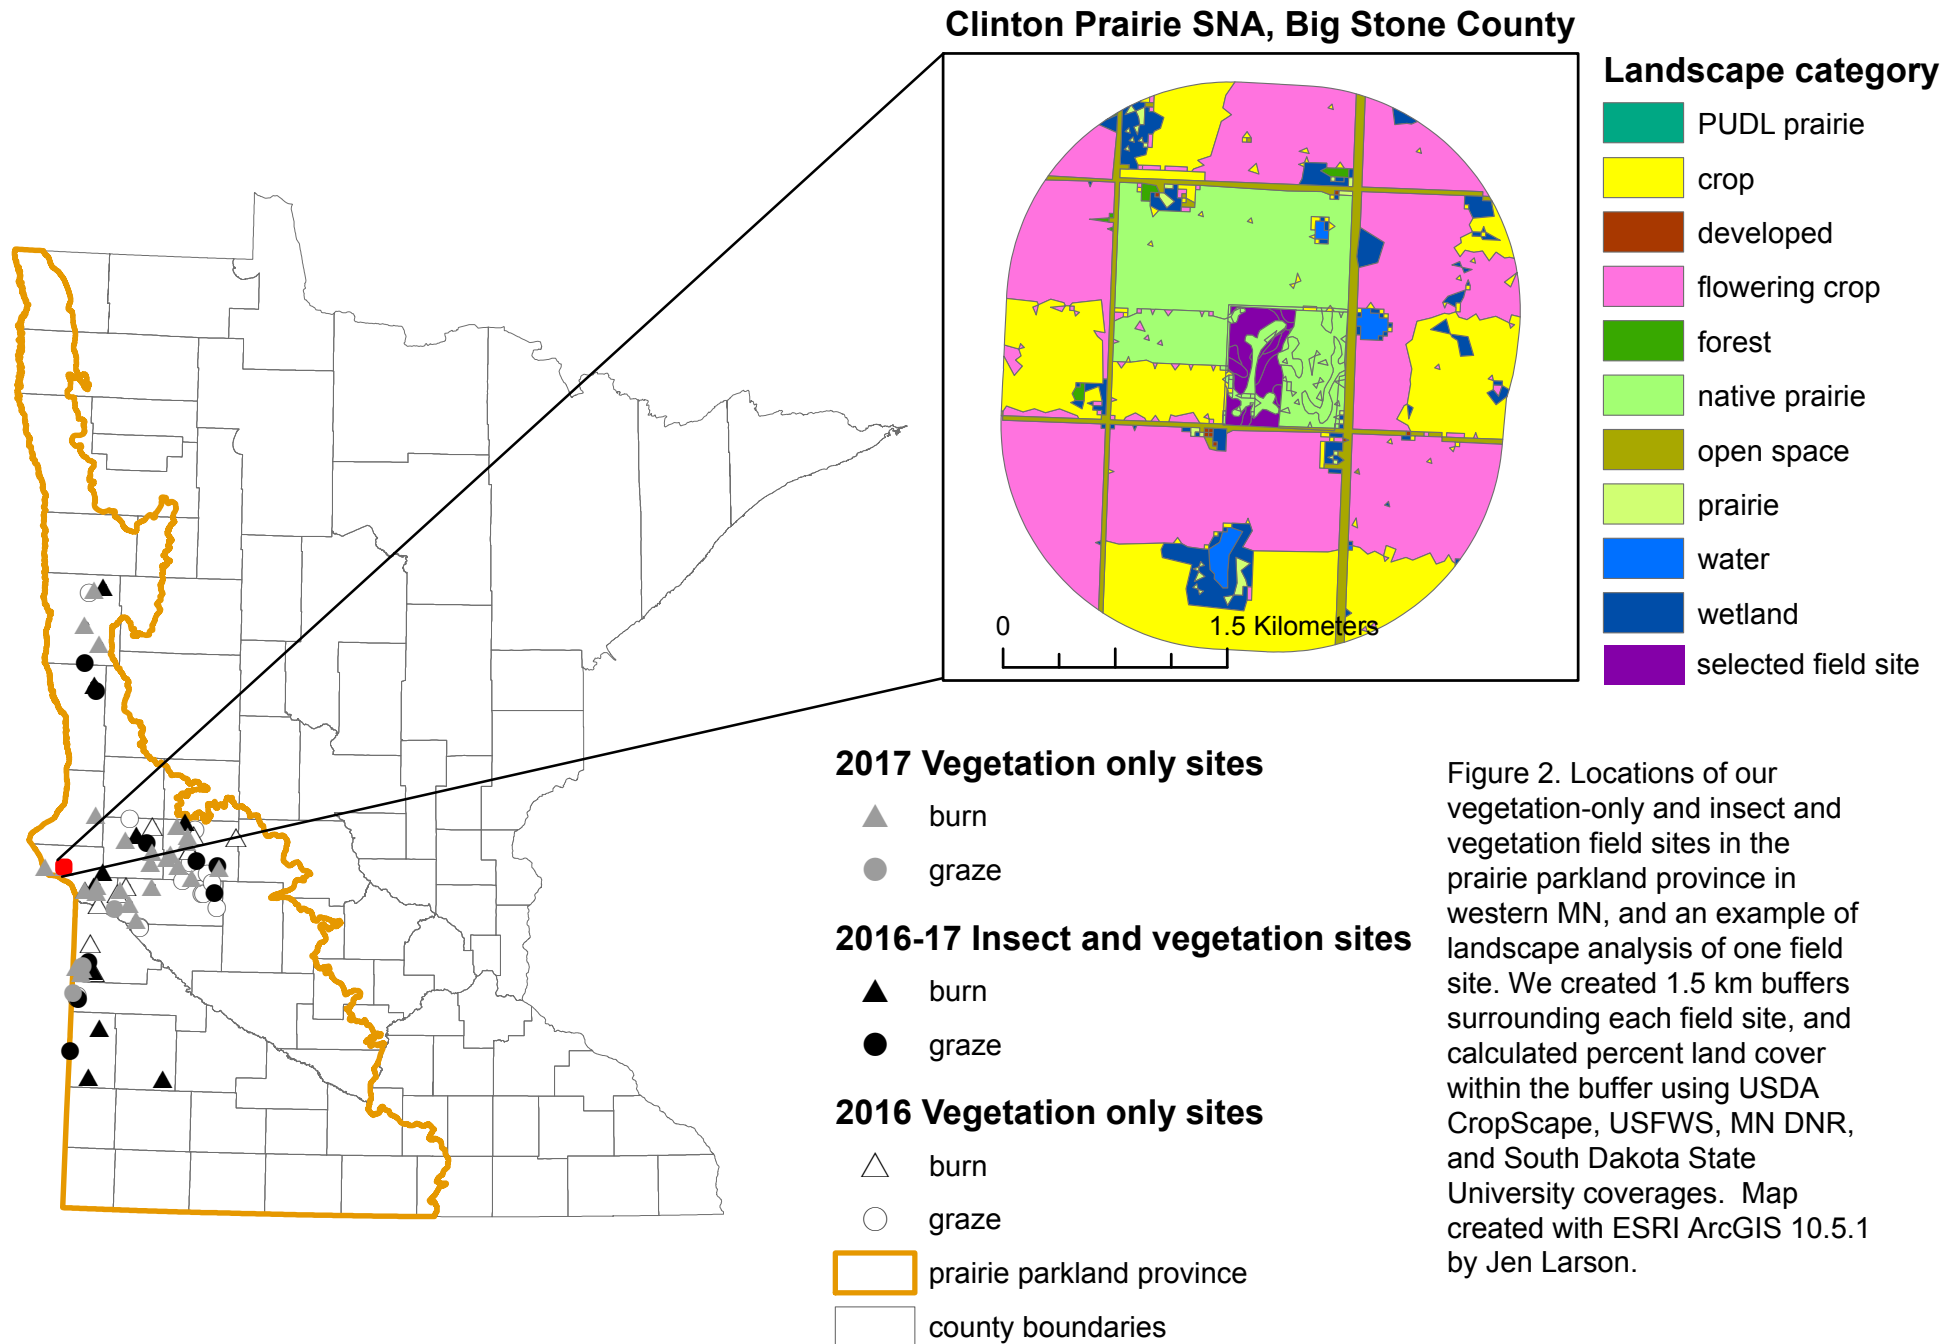 Clinton Prairie SNA, Big Stone County
0
1.5 Kilometers
Landscape category
PUDL prairie
crop
developed
flowering crop
forest
native prairie
open space
prairie
water
wetland
selected field site
2017 Vegetation only sites
burn
graze
2016-17 Insect and vegetation sites
burn
graze
2016 Vegetation only sites
burn
graze
prairie parkland province
county boundaries
Figure 2. Locations of our
vegetation-only and insect and
vegetation field sites in the
prairie parkland province in
western MN, and an example of
landscape analysis of one field
site. We created 1.5 km buffers
surrounding each field site, and
calculated percent land cover
within the buffer using USDA
CropScape, USFWS, MN DNR,
and South Dakota State
University coverages.  Map
created with ESRI ArcGIS 10.5.1
by Jen Larson.